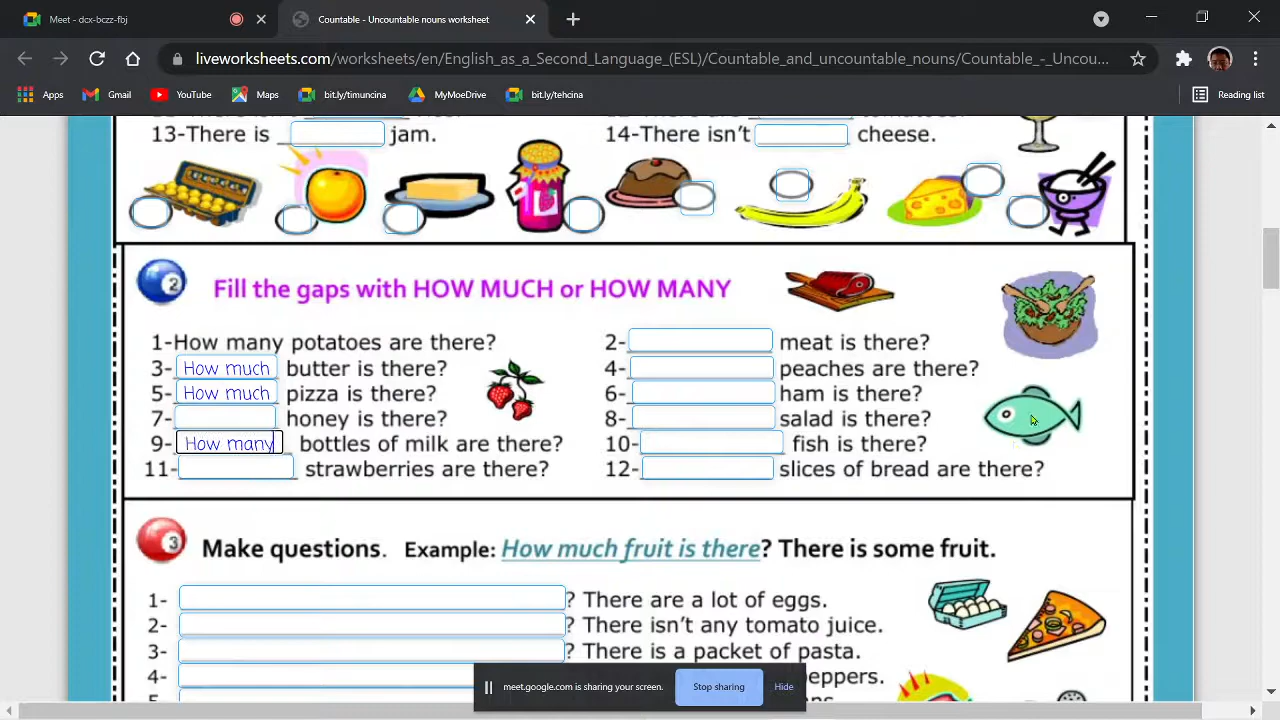 Meet - dcx-bczz-fbj
Countable - Uncountable nouns worksheet
liveworksheets.com/worksheets/en/English_as_a_Second_Language_(ESL)/Countable_and_uncountable_nouns/Countable_-_Uncou...
Apps Gmail YouTube Maps bit.ly/timuncina MyMoeDrive bit.ly/tehcina Reading list
13-There is jam. 14-There isn't cheese.
2 Fill the gaps with HOW MUCH or HOW MANY
1-How many potatoes are there? 2- meat is there?
3- How much butter is there? 4- peaches are there?
5- How much pizza is there? 6- ham is there?
7- honey is there? 8- salad is there?
9- How many bottles of milk are there? 10- fish is there?
11- strawberries are there? 12- slices of bread are there?
3 Make questions. Example: How much fruit is there? There is some fruit.
1- ? There are a lot of eggs.
2- ? There isn't any tomato juice.
3- ? There is a packet of pasta.
4- eppers.
meet.google.com is sharing your screen. Stop sharing Hide